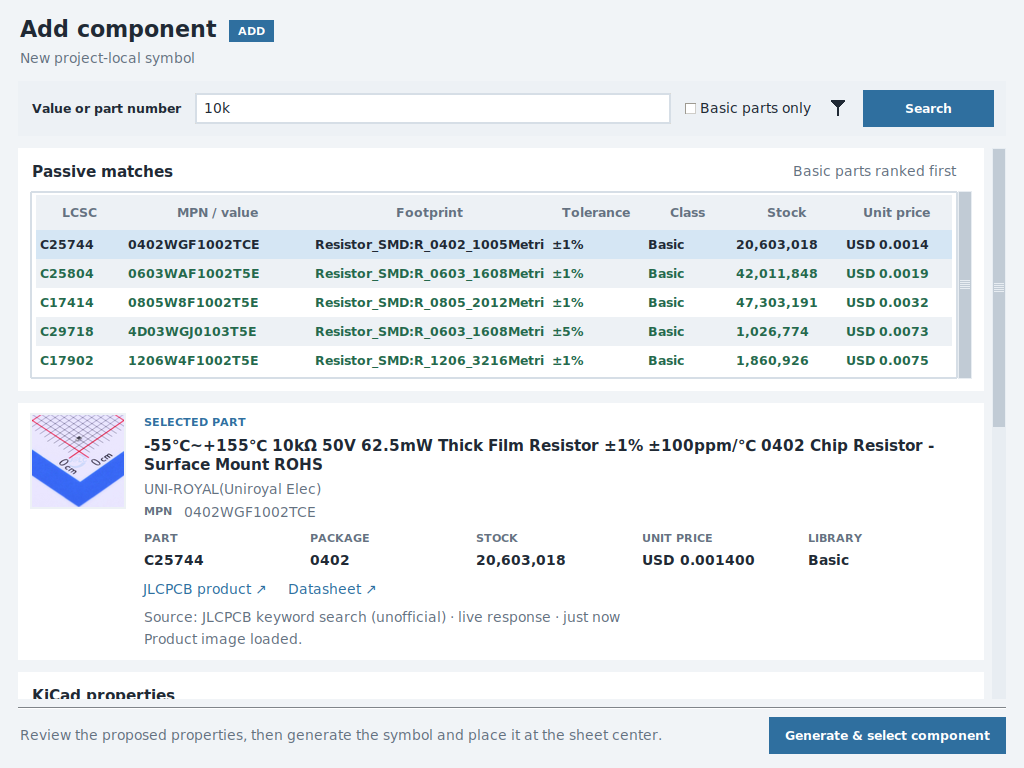 Add component ADD
New project-local symbol
Value or part number 10k Basic parts only Search
Passive matches Basic parts ranked first
LCSC MPN / value Footprint Tolerance Class Stock Unit price
C25744 0402WGF1002TCE Resistor_SMD:R_0402_1005Metri ±1% Basic 20,603,018 USD 0.0014
C25804 0603WAF1002T5E Resistor_SMD:R_0603_1608Metri ±1% Basic 42,011,848 USD 0.0019
C17414 0805W8F1002T5E Resistor_SMD:R_0805_2012Metri ±1% Basic 47,303,191 USD 0.0032
C29718 4D03WGJ0103T5E Resistor_SMD:R_0603_1608Metri ±5% Basic 1,026,774 USD 0.0073
C17902 1206W4F1002T5E Resistor_SMD:R_1206_3216Metri ±1% Basic 1,860,926 USD 0.0075
0 cm 0 cm
SELECTED PART
-55℃~+155℃ 10kΩ 50V 62.5mW Thick Film Resistor ±1% ±100ppm/℃ 0402 Chip Resistor -
Surface Mount ROHS
UNI-ROYAL(Uniroyal Elec)
MPN 0402WGF1002TCE
PART PACKAGE STOCK UNIT PRICE LIBRARY
C25744 0402 20,603,018 USD 0.001400 Basic
JLCPCB product ↗ Datasheet ↗
Source: JLCPCB keyword search (unofficial) · live response · just now
Product image loaded.
KiCad properties
Review the proposed properties, then generate the symbol and place it at the sheet center. Generate & select component